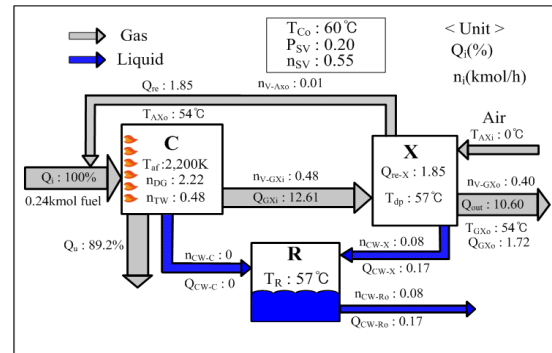 Gas
Liquid
T_Co : 60℃
P_SV : 0.20
n_SV : 0.55
< Unit >
Q_i(%)
n_i(kmol/h)
Q_re : 1.85
n_V-Axo : 0.01
T_AXo : 54℃
Air
T_AXi : 0℃
C
T_af :2,200K
n_DG : 2.22
n_TW : 0.48
Q_i : 100%
0.24kmol fuel
n_V-GXi : 0.48
Q_GXi : 12.61
X
Q_re-X : 1.85
T_dp : 57℃
n_V-GXo : 0.40
Q_out : 10.60
T_GXo : 54℃
Q_GXo : 1.72
Q_u : 89.2%
n_CW-C : 0
Q_CW-C : 0
R
T_R : 57℃
n_CW-X : 0.08
Q_CW-X : 0.17
n_CW-Ro : 0.08
Q_CW-Ro : 0.17